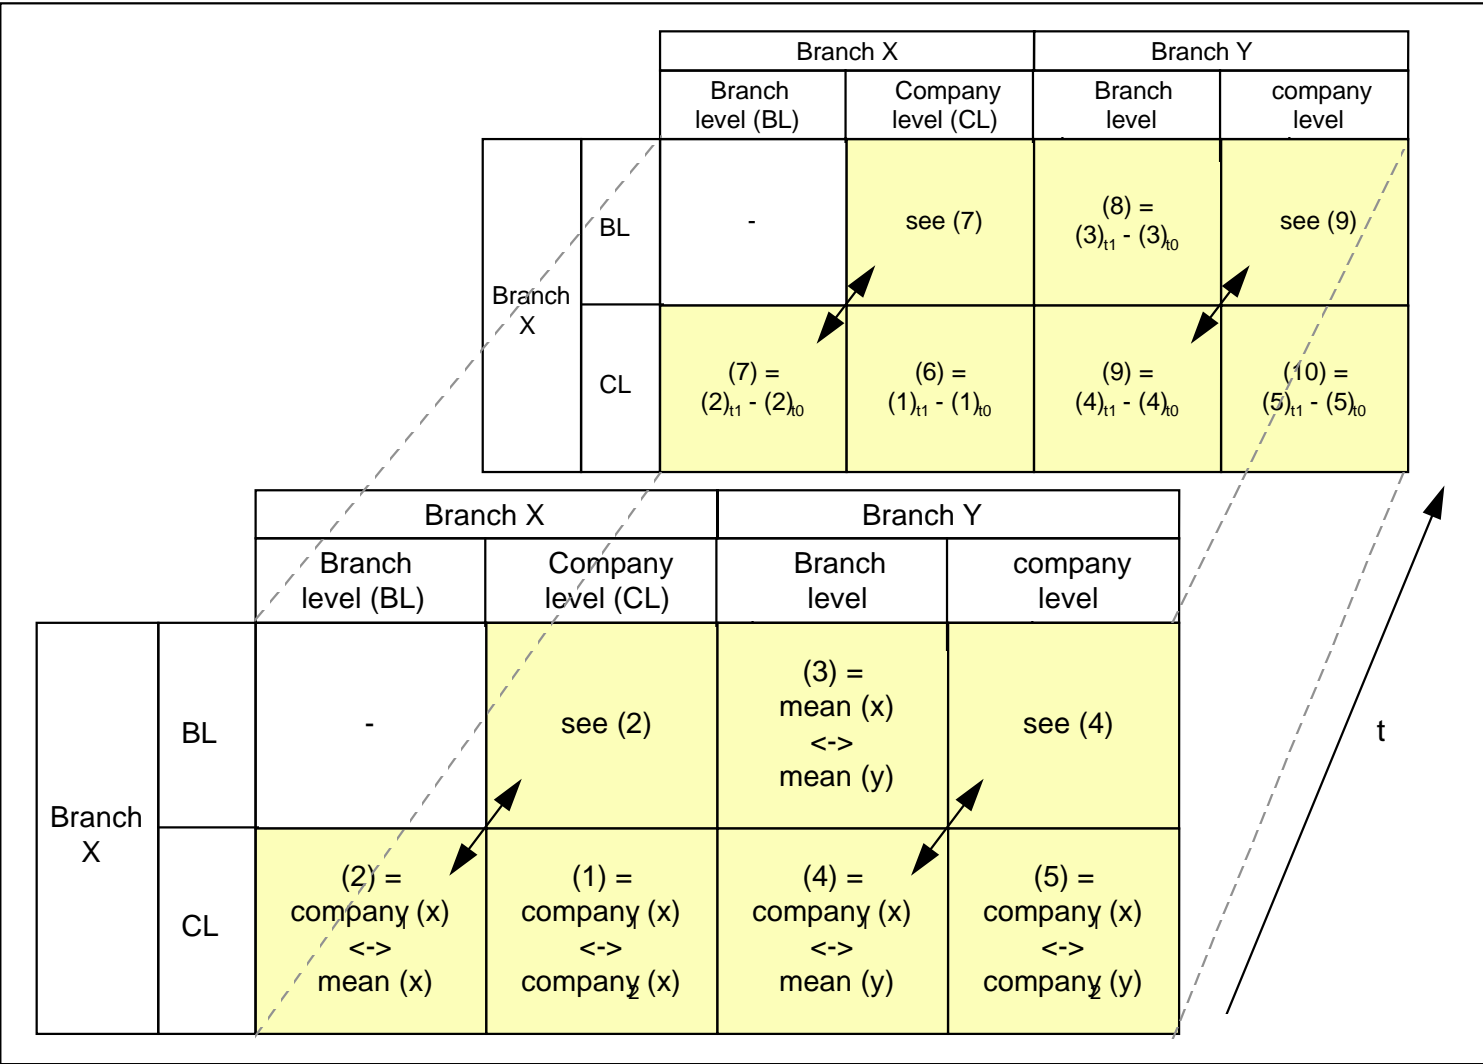 Branch X Branch Y
Branch level (BL) Company level (CL) Branch level company level
Branch X
BL
-
see (7)
(8) =
(3)t1 - (3)t0
see (9)
CL
(7) =
(2)t1 - (2)t0
(6) =
(1)t1 - (1)t0
(9) =
(4)t1 - (4)t0
(10) =
(5)t1 - (5)t0
Branch X Branch Y
Branch level (BL) Company level (CL) Branch level company level
Branch
X
BL
-
see (2)
(3) =
mean (x)
<->
mean (y)
see (4)
CL
(2) =
company1 (x)
<->
mean (x)
(1) =
company1 (x)
<->
company2 (x)
(4) =
company1 (x)
<->
mean (y)
(5) =
company1 (x)
<->
company2 (y)
t